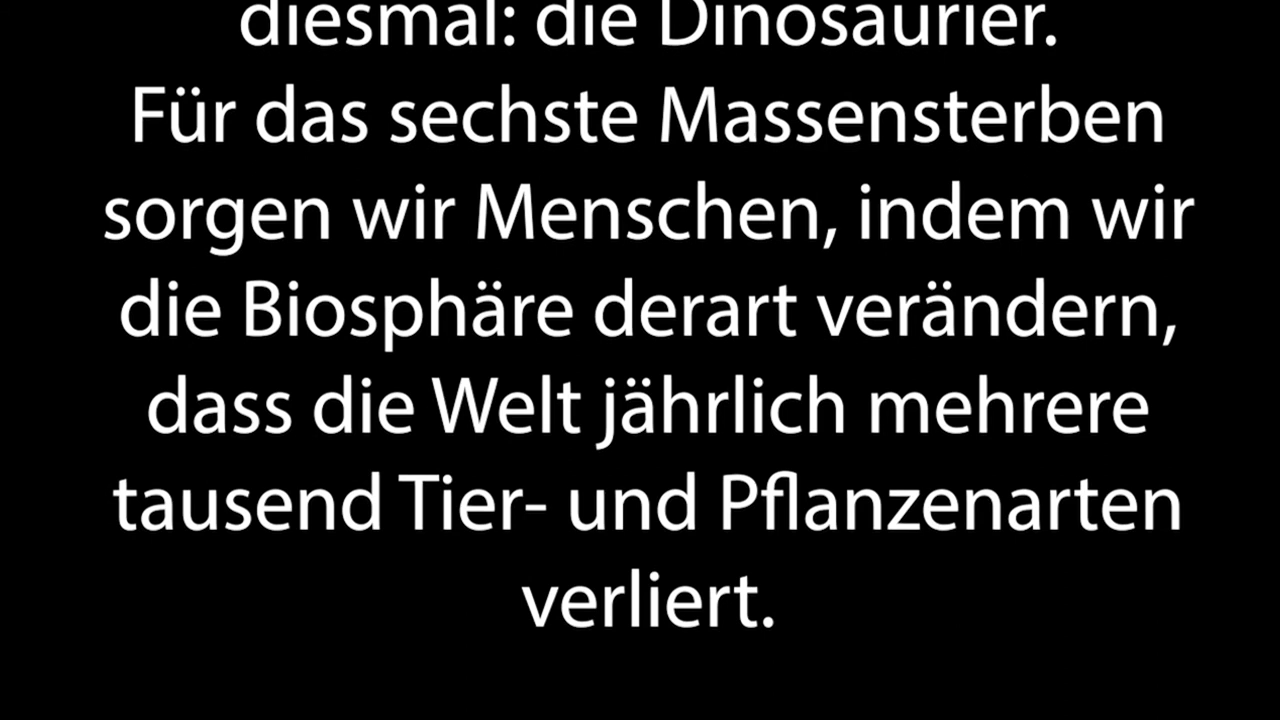 diesmal: die Dinosaurier.
Für das sechste Massensterben
sorgen wir Menschen, indem wir
die Biosphäre derart verändern,
dass die Welt jährlich mehrere
tausend Tier- und Pflanzenarten
verliert.